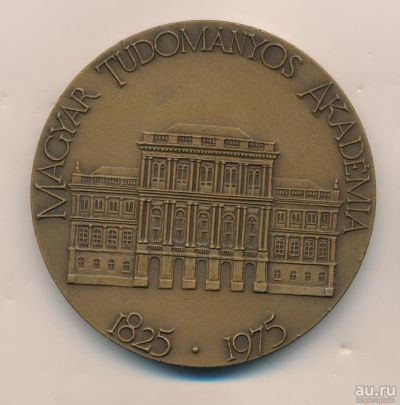 MAGYAR TUDOMÁNYOS AKADÉMIA
1825 · 1975
au.ru